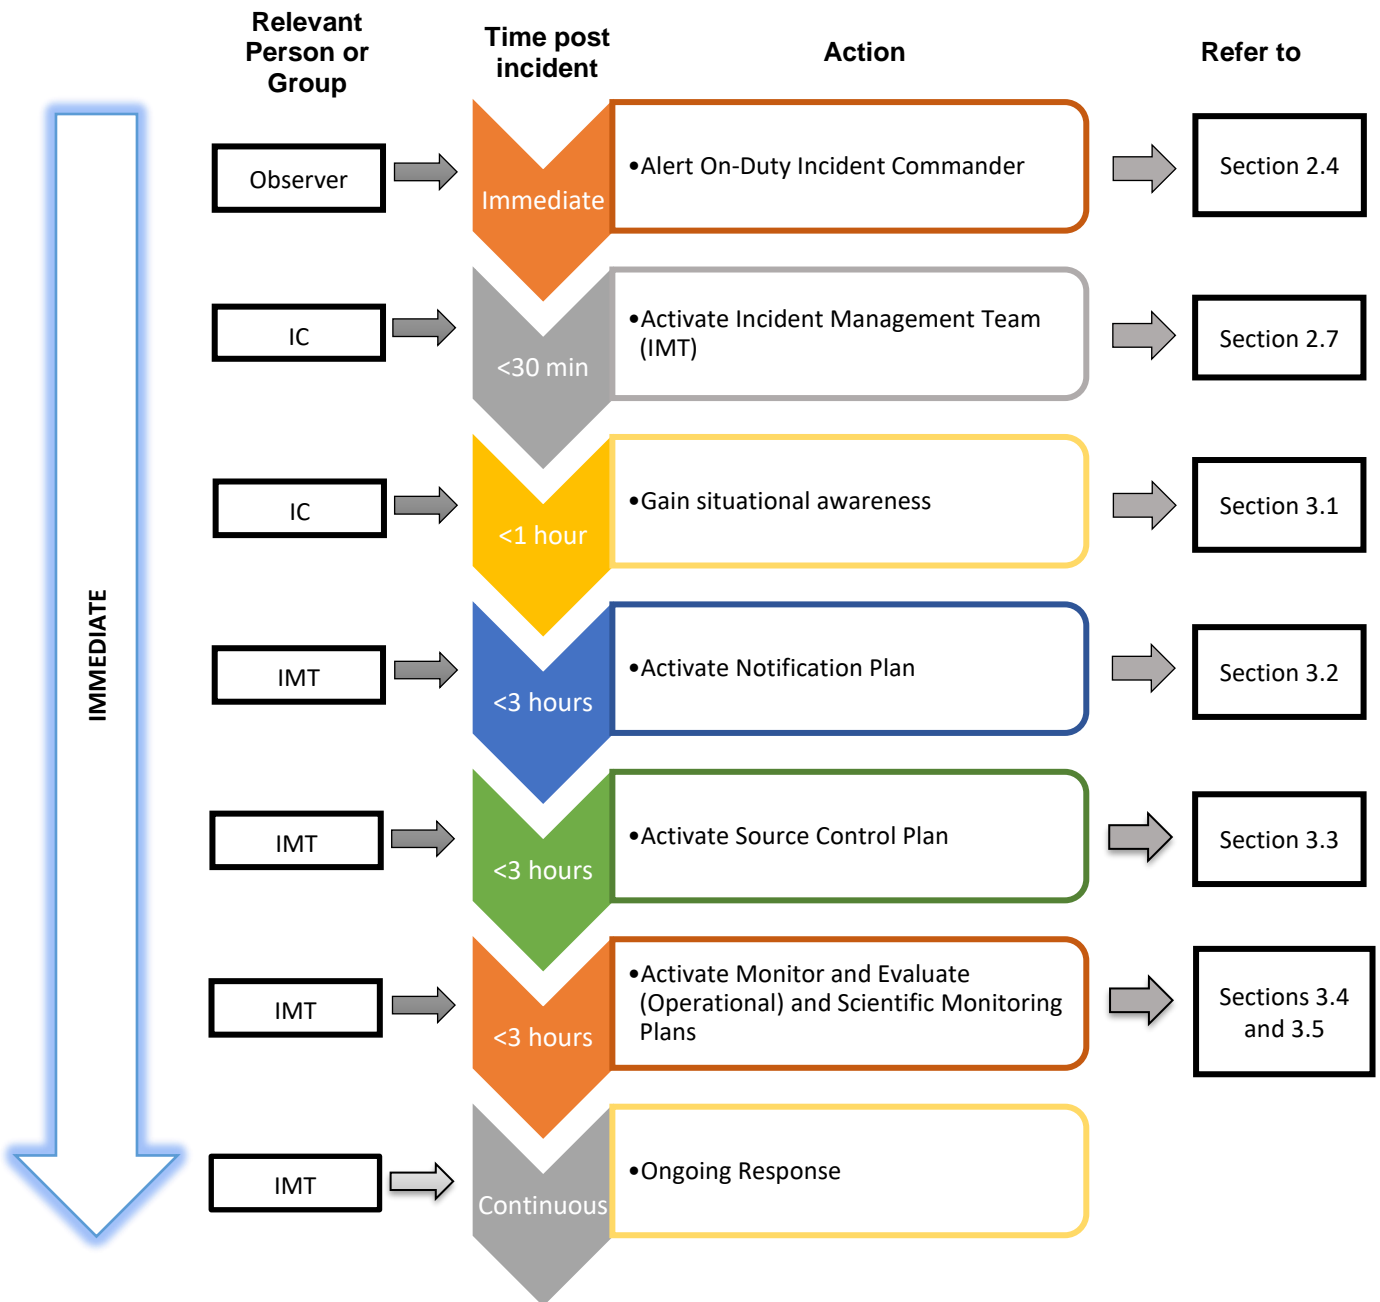 Relevant
Person or
Group
Time post
incident
Action
Refer to
IMMEDIATE
Observer
Immediate
•Alert On-Duty Incident Commander
Section 2.4
IC
<30 min
•Activate Incident Management Team
(IMT)
Section 2.7
IC
<1 hour
•Gain situational awareness
Section 3.1
IMT
<3 hours
•Activate Notification Plan
Section 3.2
IMT
<3 hours
•Activate Source Control Plan
Section 3.3
IMT
<3 hours
•Activate Monitor and Evaluate
(Operational) and Scientific Monitoring
Plans
Sections 3.4
and 3.5
IMT
Continuous
•Ongoing Response